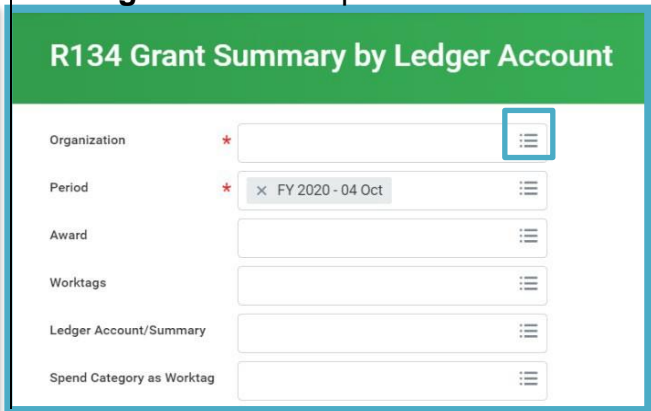 R134 Grant Summary by Ledger Account
Organization *
Period * × FY 2020 - 04 Oct
Award
Worktags
Ledger Account/Summary
Spend Category as Worktag